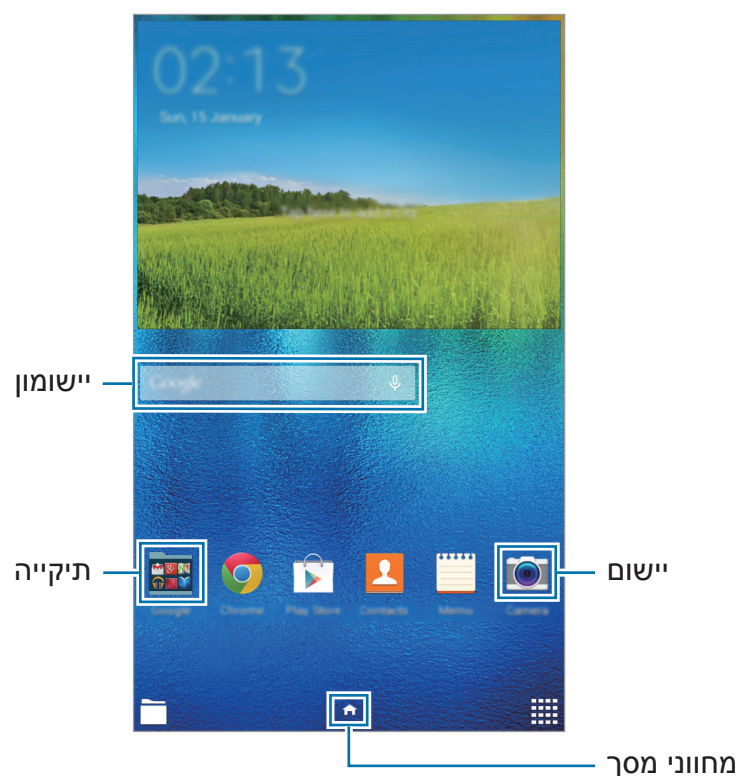 02:13
Sun, 15 January
יישומון
Google
תיקייה
יישום
Google
Chrome
Play Store
Contacts
Memo
Camera
מחווני מסך